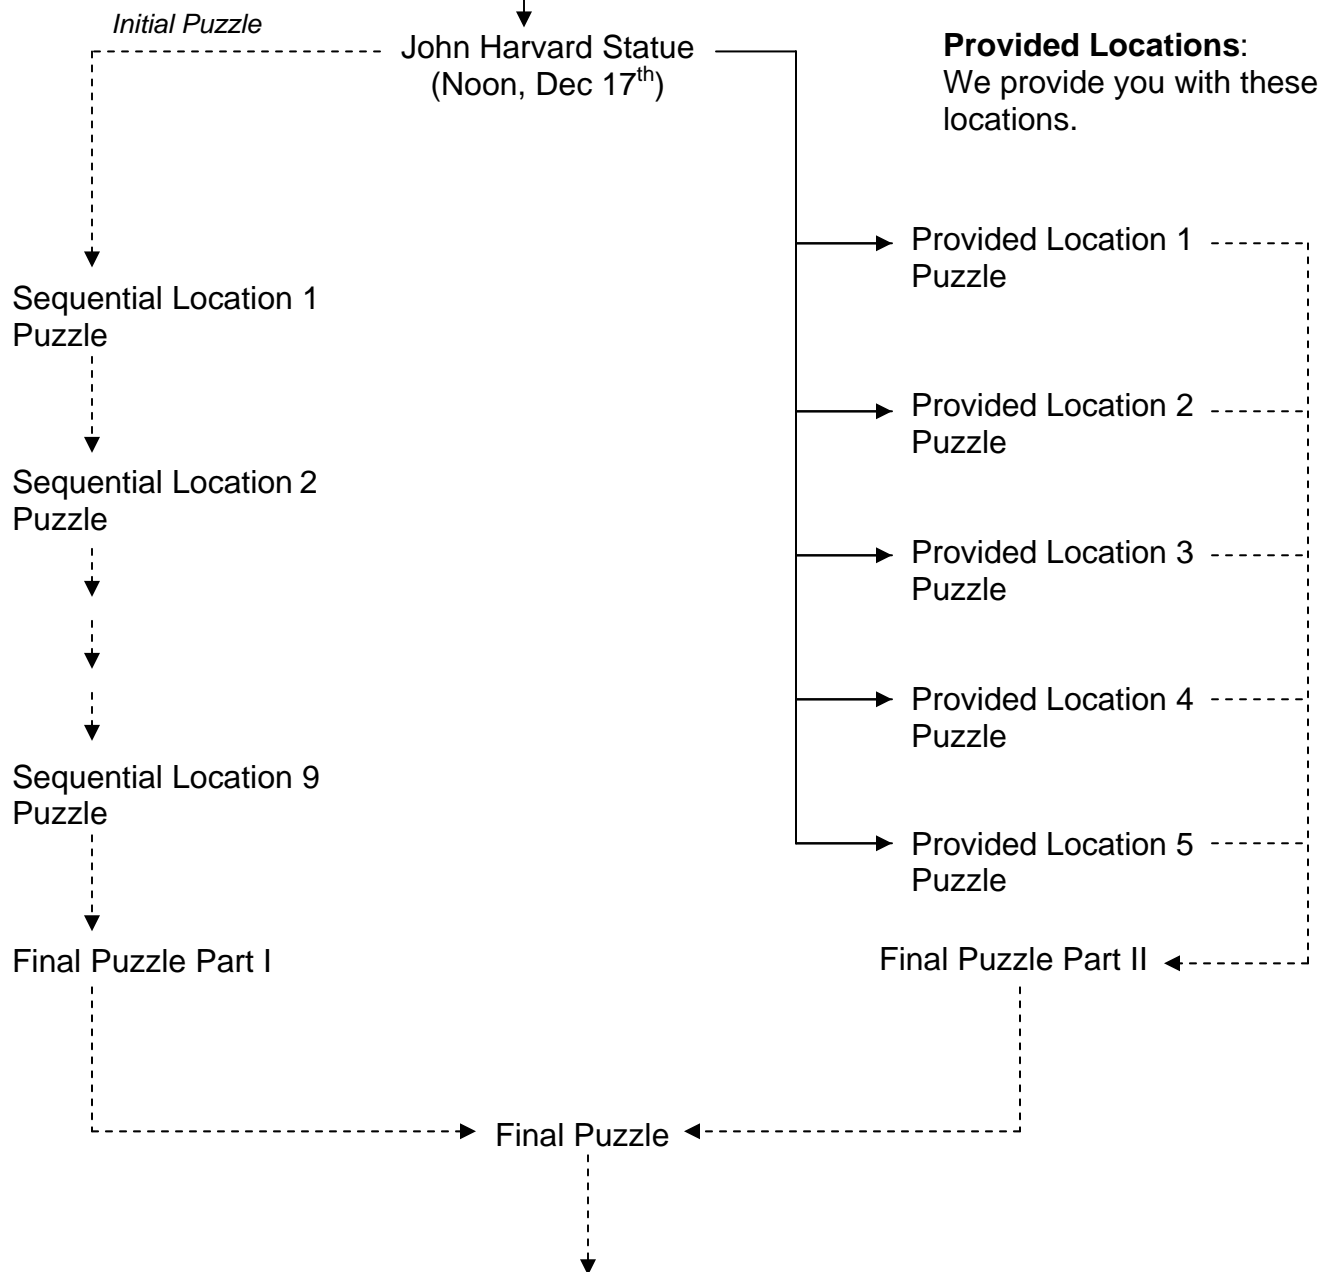 Initial Puzzle
John Harvard Statue
(Noon, Dec 17th)
Provided Locations:
We provide you with these
locations.
Sequential Location 1
Puzzle
Sequential Location 2
Puzzle
Sequential Location 9
Puzzle
Final Puzzle Part I
Provided Location 1
Puzzle
Provided Location 2
Puzzle
Provided Location 3
Puzzle
Provided Location 4
Puzzle
Provided Location 5
Puzzle
Final Puzzle Part II
Final Puzzle